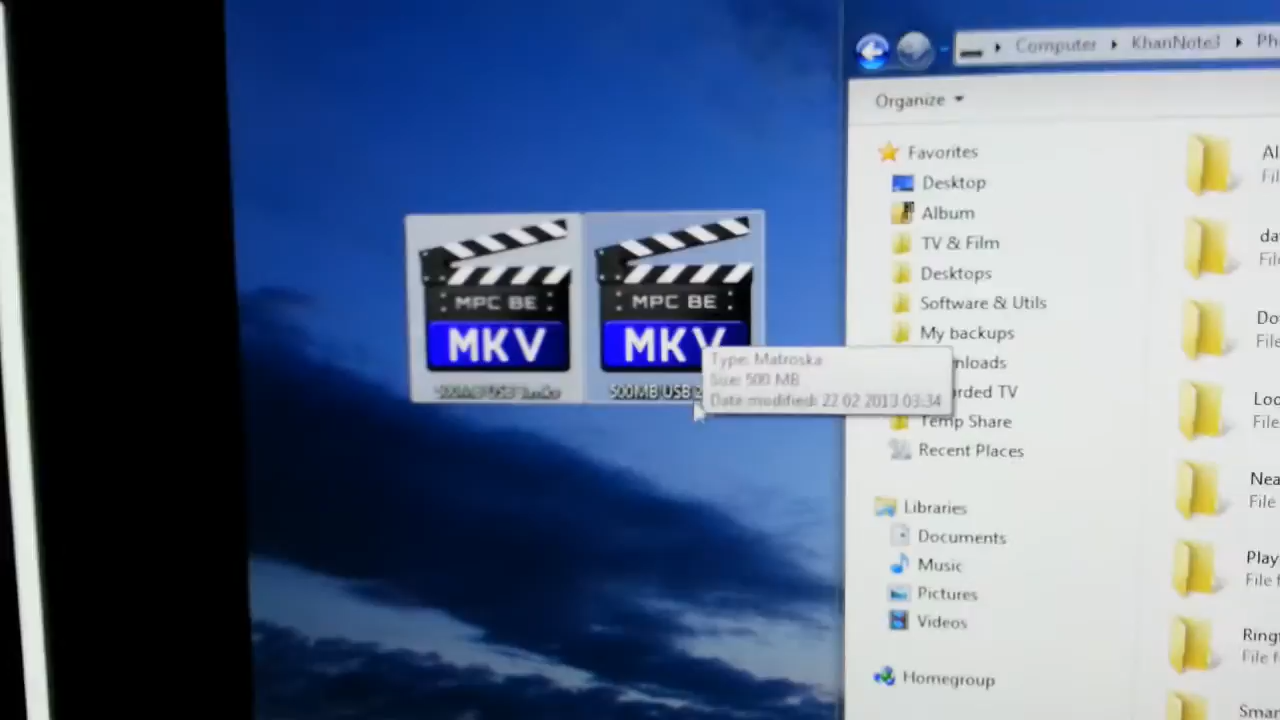 Computer ▸ KhanNote3 ▸ Ph
Organize
Favorites
Desktop
Album
TV & Film
Desktops
Software & Utils
My backups
nloads
rded TV
Temp Share
Recent Places
Libraries
Documents
Music
Pictures
Videos
Homegroup
MPC BE
MKV
MPC BE
MKV
500MB USB
Type: Matroska
Size: 500 MB
Date modified: 22.02.2013 03:34
Al
Fil
da
File
Do
File
Loo
File
Nea
File
Play
File f
Ring
File f
Smar